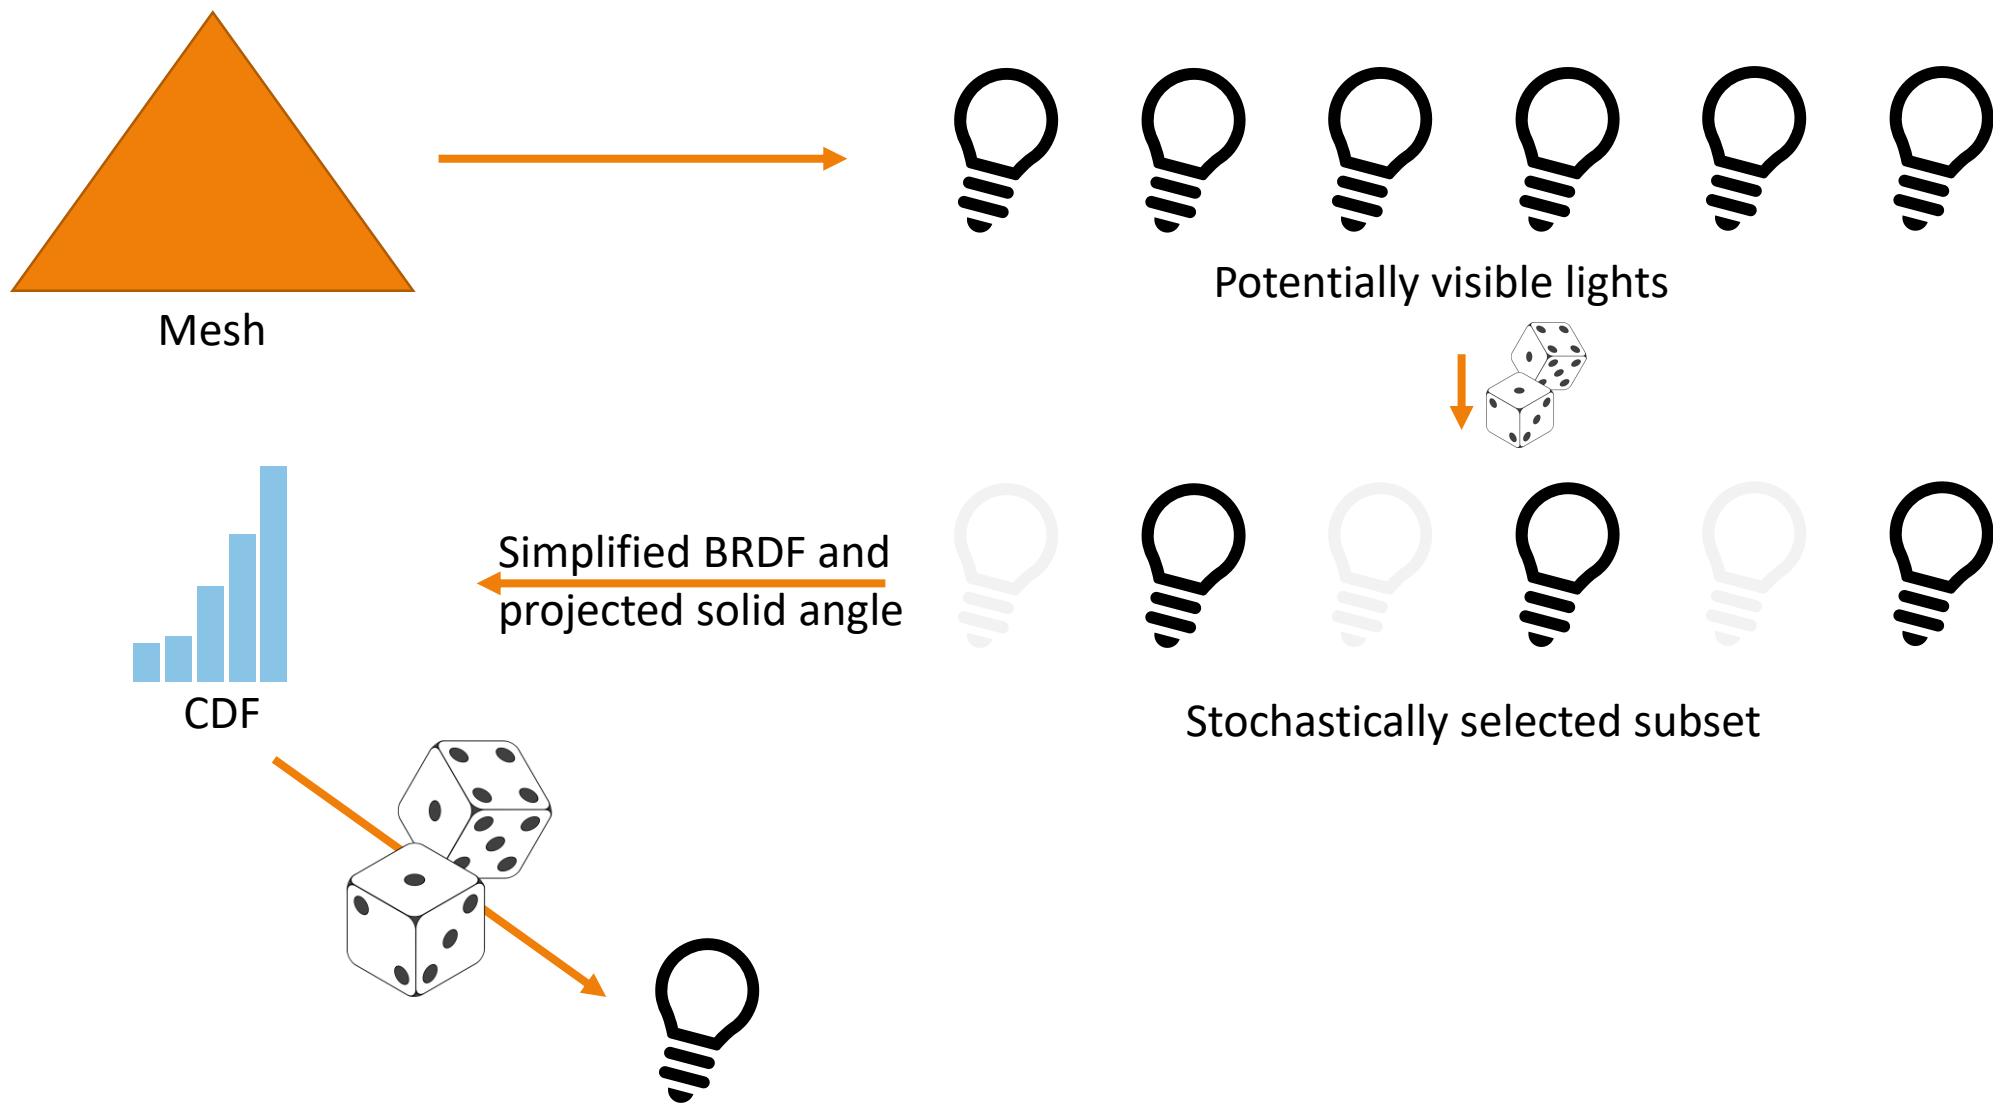 Mesh
Potentially visible lights
Simplified BRDF and
projected solid angle
CDF
Stochastically selected subset